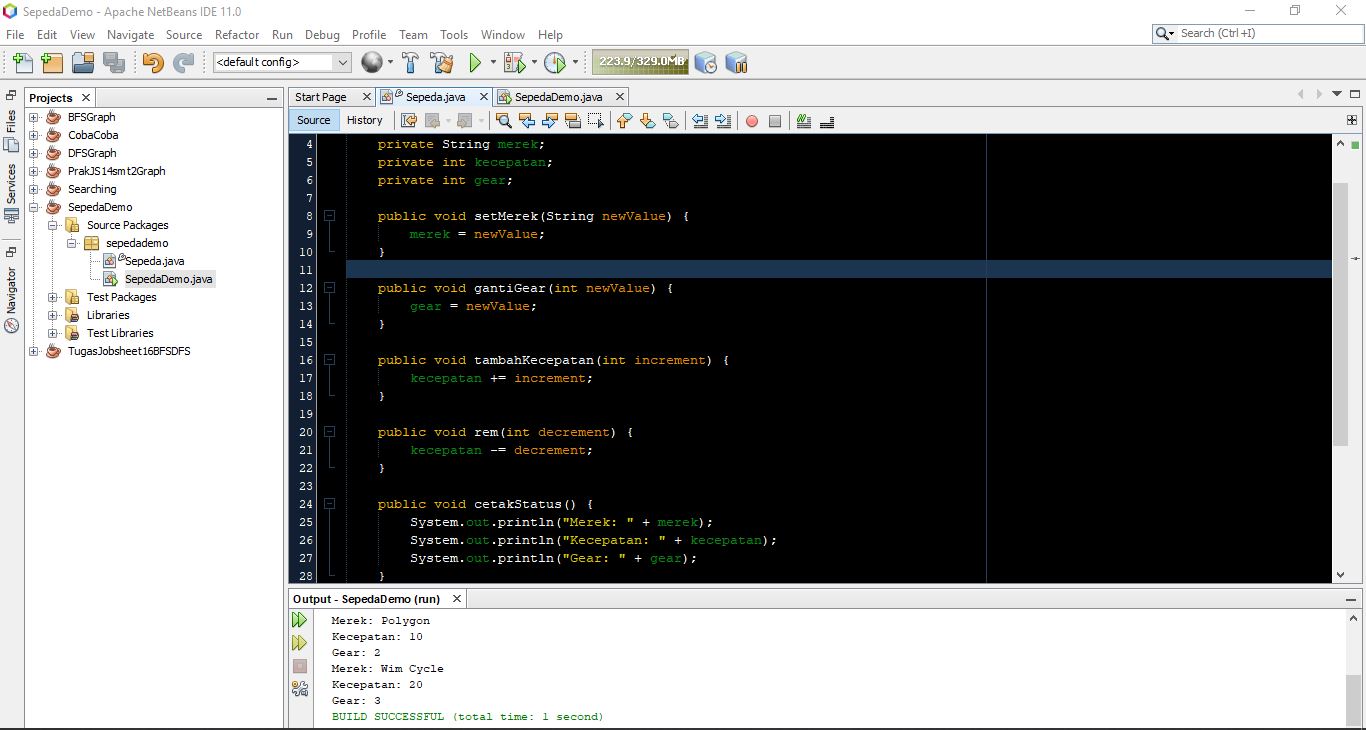 SepedaDemo - Apache NetBeans IDE 11.0
File Edit View Navigate Source Refactor Run Debug Profile Team Tools Window Help
Search (Ctrl+I)
<default config>
223.9/329.0MB
Files
Services
Navigator
Projects
BFSGraph
CobaCoba
DFSGraph
PrakJS14smt2Graph
Searching
SepedaDemo
Source Packages
sepedademo
Sepeda.java
SepedaDemo.java
Test Packages
Libraries
Test Libraries
TugasJobsheet16BFSDFS
Start Page Sepeda.java SepedaDemo.java
Source History
4 private String merek;
5 private int kecepatan;
6 private int gear;
7
8 public void setMerek(String newValue) {
9 merek = newValue;
10 }
11
12 public void gantiGear(int newValue) {
13 gear = newValue;
14 }
15
16 public void tambahKecepatan(int increment) {
17 kecepatan += increment;
18 }
19
20 public void rem(int decrement) {
21 kecepatan -= decrement;
22 }
23
24 public void cetakStatus() {
25 System.out.println("Merek: " + merek);
26 System.out.println("Kecepatan: " + kecepatan);
27 System.out.println("Gear: " + gear);
28 }
Output - SepedaDemo (run)
Merek: Polygon
Kecepatan: 10
Gear: 2
Merek: Wim Cycle
Kecepatan: 20
Gear: 3
BUILD SUCCESSFUL (total time: 1 second)